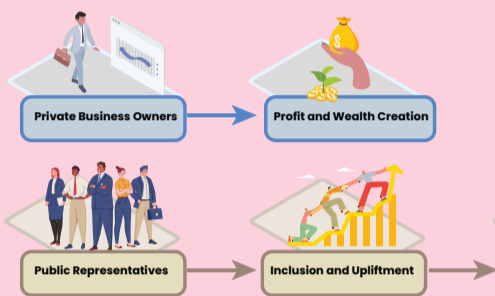 Private Business Owners
Profit and Wealth Creation
Public Representatives
Inclusion and Upliftment